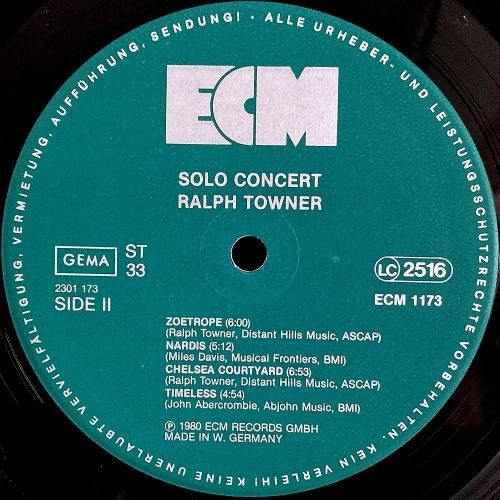 ALLE URHEBER- UND LEISTUNGSSCHUTZRECHTE VORBEHALTEN. KEIN VERLEIH! KEINE UNERLAUBTE VERVIELFÄLTIGUNG, VERMIETUNG, AUFFÜHRUNG, SENDUNG! ·
ECM
SOLO CONCERT
RALPH TOWNER
GEMA
ST
33
LC 2516
2301 173
SIDE II
ECM 1173
ZOETROPE (6:00)
(Ralph Towner, Distant Hills Music, ASCAP)
NARDIS (5:12)
(Miles Davis, Musical Frontiers, BMI)
CHELSEA COURTYARD (6:53)
(Ralph Towner, Distant Hills Music, ASCAP)
TIMELESS (4:54)
(John Abercrombie, Abjohn Music, BMI)
℗ 1980 ECM RECORDS GMBH
MADE IN W. GERMANY